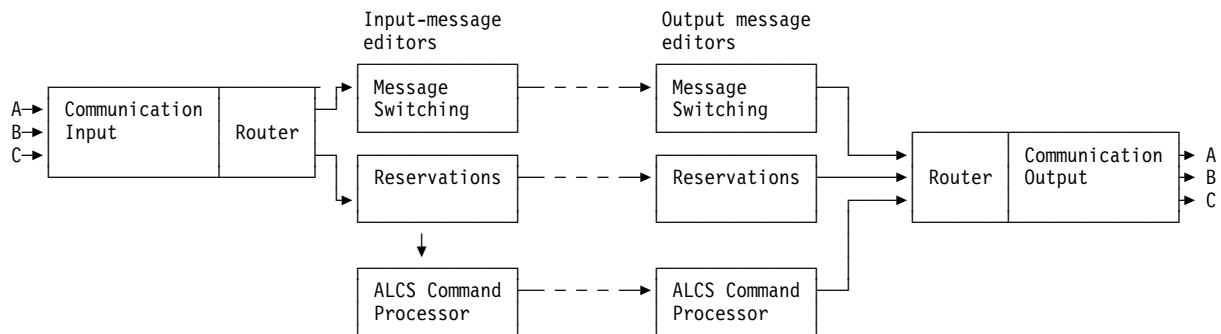 Input-message
editors
Output message
editors
Message
Switching
Message
Switching
A
B
C
Communication
Input
Router
Reservations
Reservations
Router
Communication
Output
A
B
C
ALCS Command
Processor
ALCS Command
Processor